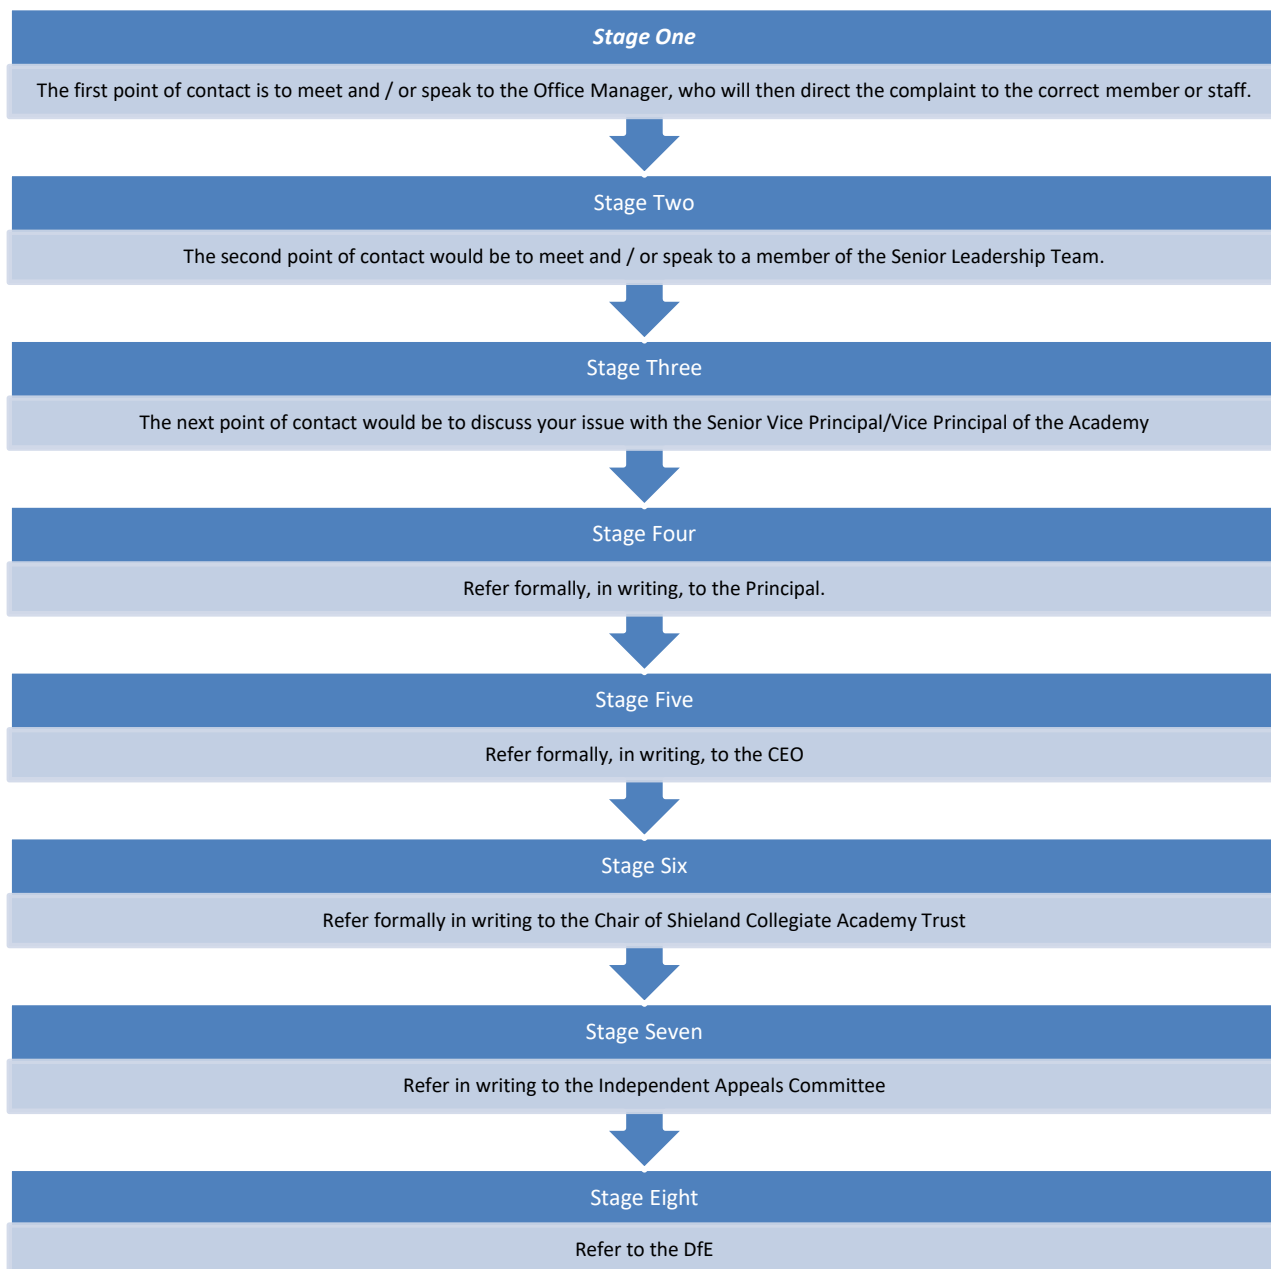 Stage One
The first point of contact is to meet and / or speak to the Office Manager, who will then direct the complaint to the correct member or staff.
Stage Two
The second point of contact would be to meet and / or speak to a member of the Senior Leadership Team.
Stage Three
The next point of contact would be to discuss your issue with the Senior Vice Principal/Vice Principal of the Academy
Stage Four
Refer formally, in writing, to the Principal.
Stage Five
Refer formally, in writing, to the CEO
Stage Six
Refer formally in writing to the Chair of Shieland Collegiate Academy Trust
Stage Seven
Refer in writing to the Independent Appeals Committee
Stage Eight
Refer to the DfE